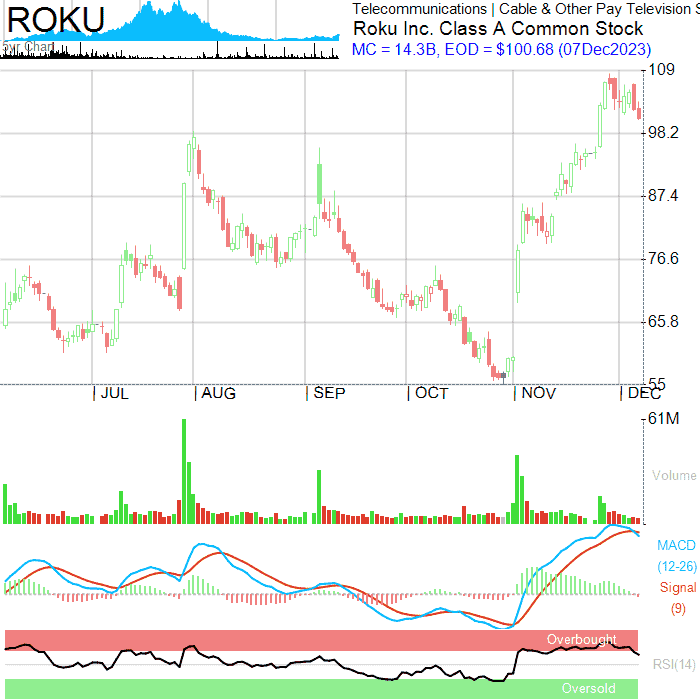 ROKU
5yr Chart
Telecommunications | Cable & Other Pay Television S
Roku Inc. Class A Common Stock
MC = 14.3B, EOD = $100.68 (07Dec2023)
109
98.2
87.4
76.6
65.8
55
JUL
AUG
SEP
OCT
NOV
DEC
61M
Volume
MACD
(12-26)
Signal
(9)
Overbought
RSI(14)
Oversold